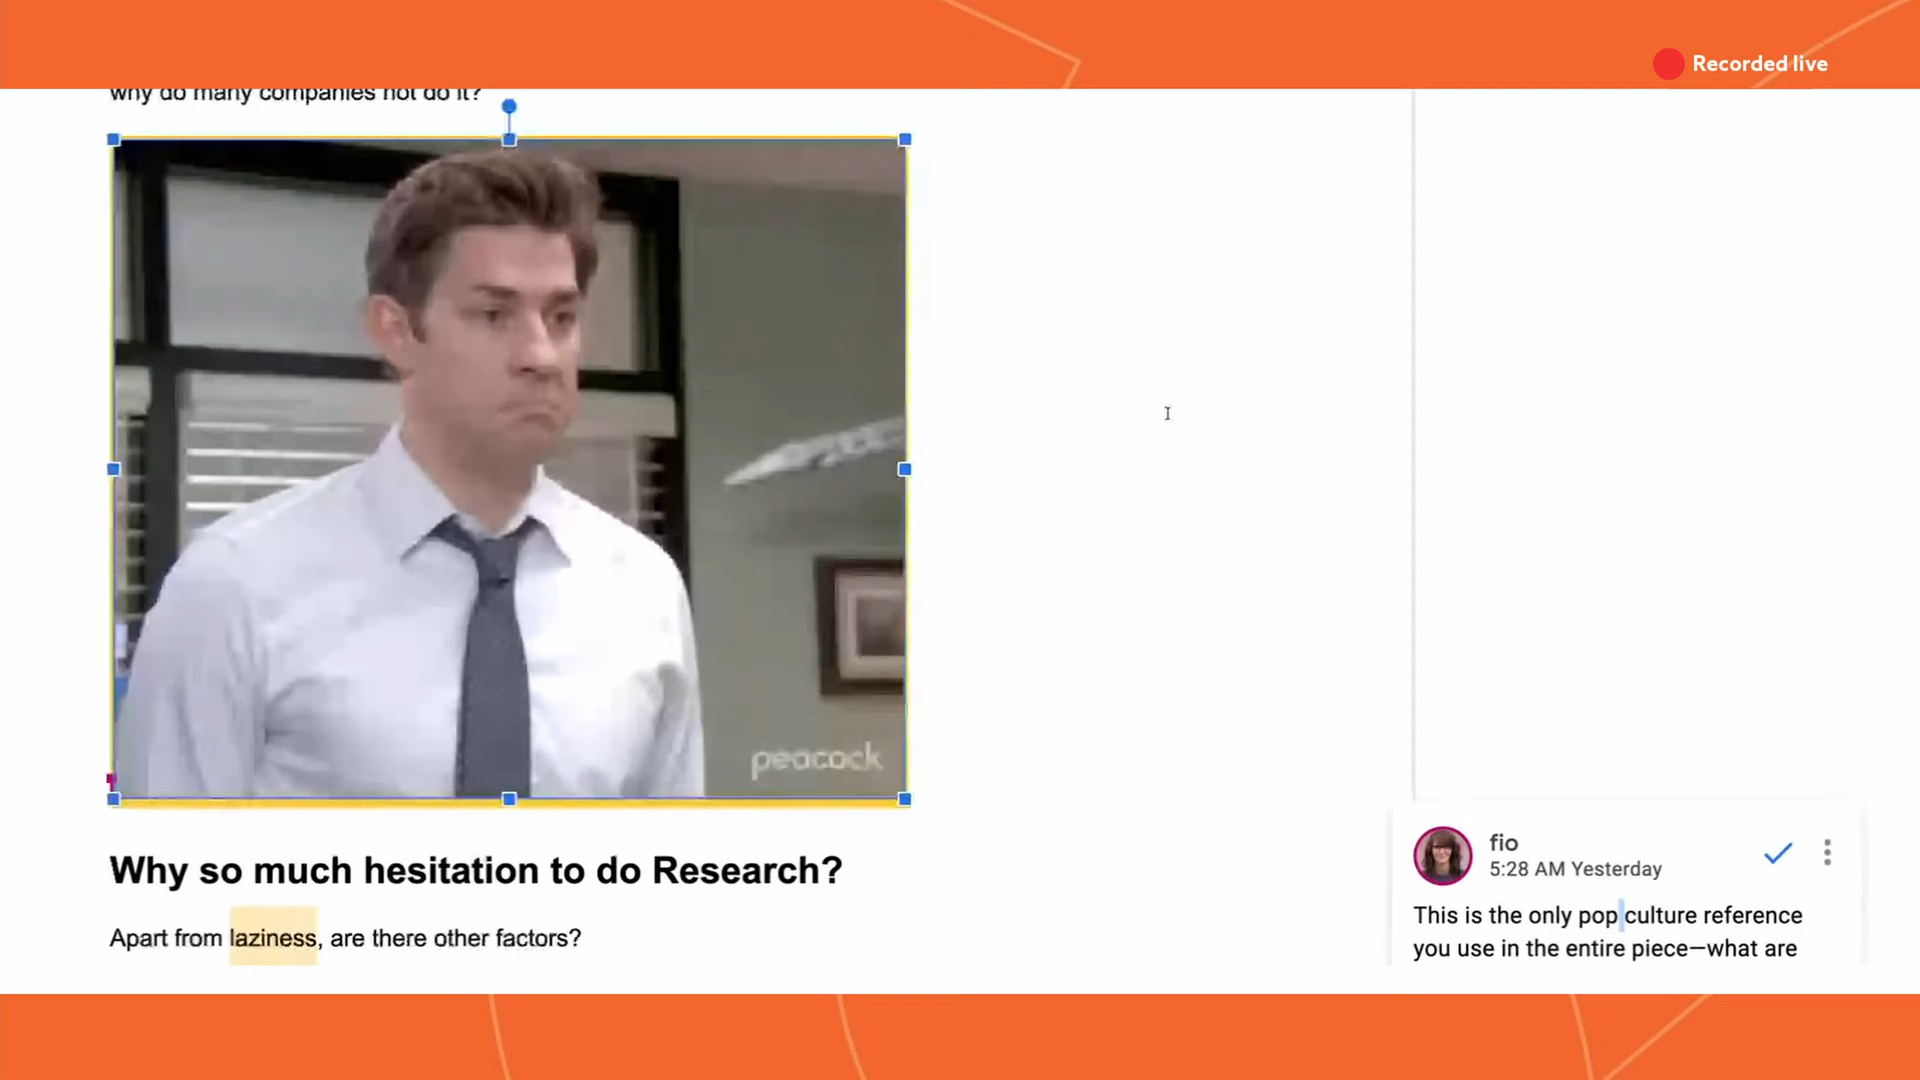 Recorded live
why do many companies not do it?
peacock
Why so much hesitation to do Research?
Apart from laziness, are there other factors?
fio
5:28 AM Yesterday
This is the only pop culture reference
you use in the entire piece—what are